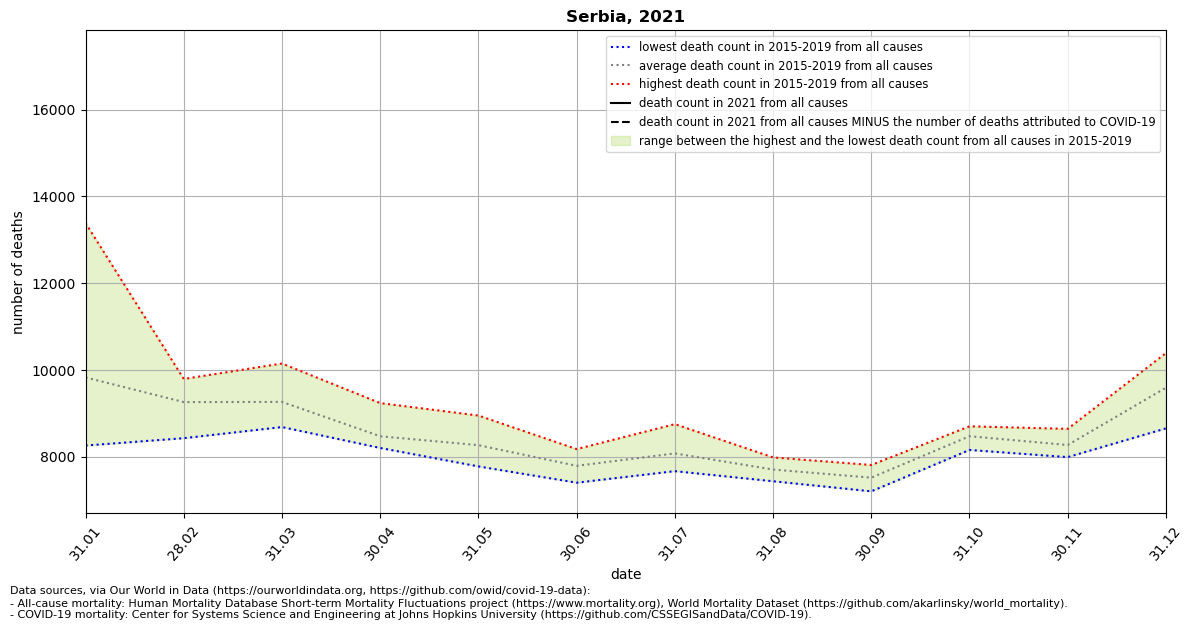 Serbia, 2021
lowest death count in 2015-2019 from all causes
average death count in 2015-2019 from all causes
highest death count in 2015-2019 from all causes
death count in 2021 from all causes
death count in 2021 from all causes MINUS the number of deaths attributed to COVID-19
range between the highest and the lowest death count from all causes in 2015-2019
number of deaths
16000
14000
12000
10000
8000
31.01 28.02 31.03 30.04 31.05 30.06 31.07 31.08 30.09 31.10 30.11 31.12
date
Data sources, via Our World in Data (https://ourworldindata.org, https://github.com/owid/covid-19-data):
- All-cause mortality: Human Mortality Database Short-term Mortality Fluctuations project (https://www.mortality.org), World Mortality Dataset (https://github.com/akarlinsky/world_mortality).
- COVID-19 mortality: Center for Systems Science and Engineering at Johns Hopkins University (https://github.com/CSSEGISandData/COVID-19).